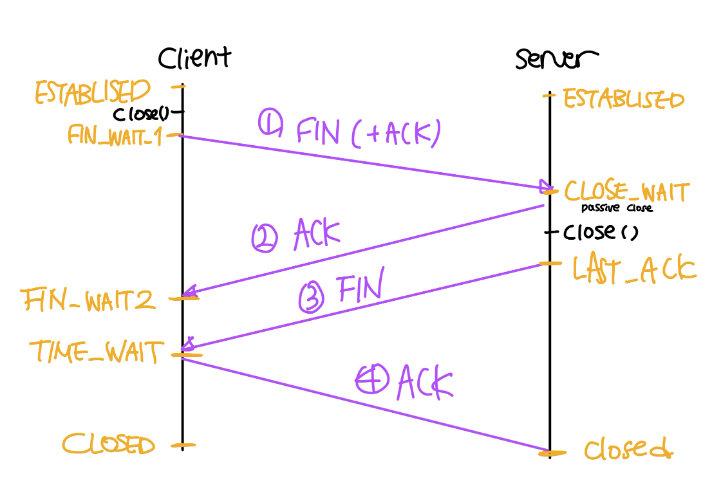 Client
Server
ESTABLISED
ESTABLISED
Close()
FIN_WAIT_1
① FIN (+ACK)
CLOSE_WAIT
passive close
② ACK
close ()
LAST_ACK
FIN_WAIT2
③ FIN
TIME_WAIT
④ ACK
CLOSED
closed